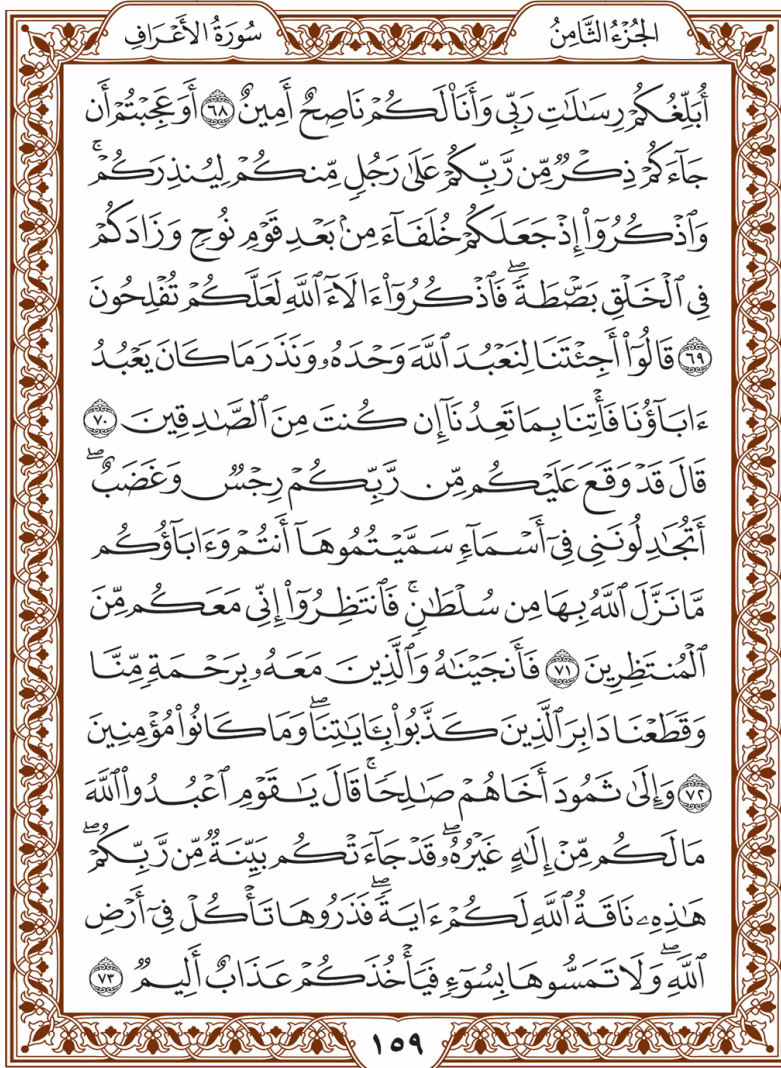 الجُزْءُ الثَّامِنُ
سُورَةُ الأَعْرَافِ
أُبَلِّغُكُمْ رِسَٰلَٰتِ رَبِّي وَأَنَا۠ لَكُمْ نَاصِحٌ أَمِينٌ ٦٨ أَوَعَجِبْتُمْ أَن
جَآءَكُمْ ذِكْرٌ مِّن رَّبِّكُمْ عَلَىٰ رَجُلٍ مِّنكُمْ لِيُنذِرَكُمْ ۚ
وَٱذْكُرُوٓا۟ إِذْ جَعَلَكُمْ خُلَفَآءَ مِنۢ بَعْدِ قَوْمِ نُوحٍ وَزَادَكُمْ
فِي ٱلْخَلْقِ بَصْۜطَةً ۖ فَٱذْكُرُوٓا۟ ءَالَآءَ ٱللَّهِ لَعَلَّكُمْ تُفْلِحُونَ
٦٩ قَالُوٓا۟ أَجِئْتَنَا لِنَعْبُدَ ٱللَّهَ وَحْدَهُۥ وَنَذَرَ مَا كَانَ يَعْبُدُ
ءَابَآؤُنَا فَأْتِنَا بِمَا تَعِدُنَآ إِن كُنتَ مِنَ ٱلصَّٰدِقِينَ ٧٠
قَالَ قَدْ وَقَعَ عَلَيْكُم مِّن رَّبِّكُمْ رِجْسٌ وَغَضَبٌ ۖ
أَتُجَٰدِلُونَنِي فِيٓ أَسْمَآءٍ سَمَّيْتُمُوهَآ أَنتُمْ وَءَابَآؤُكُم
مَّا نَزَّلَ ٱللَّهُ بِهَا مِن سُلْطَٰنٍ ۚ فَٱنتَظِرُوٓا۟ إِنِّي مَعَكُم مِّنَ
ٱلْمُنتَظِرِينَ ٧١ فَأَنجَيْنَٰهُ وَٱلَّذِينَ مَعَهُۥ بِرَحْمَةٍ مِّنَّا
وَقَطَعْنَا دَابِرَ ٱلَّذِينَ كَذَّبُوا۟ بِـَٔايَٰتِنَا ۖ وَمَا كَانُوا۟ مُؤْمِنِينَ
٧٢ وَإِلَىٰ ثَمُودَ أَخَاهُمْ صَٰلِحًا ۚ قَالَ يَٰقَوْمِ ٱعْبُدُوا۟ ٱللَّهَ
مَا لَكُم مِّنْ إِلَٰهٍ غَيْرُهُۥ ۖ قَدْ جَآءَتْكُم بَيِّنَةٌ مِّن رَّبِّكُمْ ۖ
هَٰذِهِۦ نَاقَةُ ٱللَّهِ لَكُمْ ءَايَةً ۖ فَذَرُوهَا تَأْكُلْ فِيٓ أَرْضِ
ٱللَّهِ ۖ وَلَا تَمَسُّوهَا بِسُوٓءٍ فَيَأْخُذَكُمْ عَذَابٌ أَلِيمٌ ٧٣
١٥٩